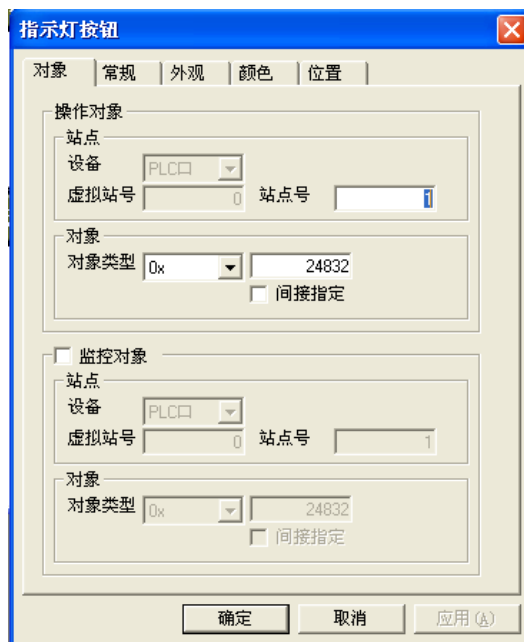 指示灯按钮
对象 常规 外观 颜色 位置
操作对象
站点
设备 PLC口
虚拟站号 0 站点号 1
对象
对象类型 0x 24832
间接指定
监控对象
站点
设备 PLC口
虚拟站号 0 站点号 1
对象
对象类型 0x 24832
间接指定
确定 取消 应用(A)